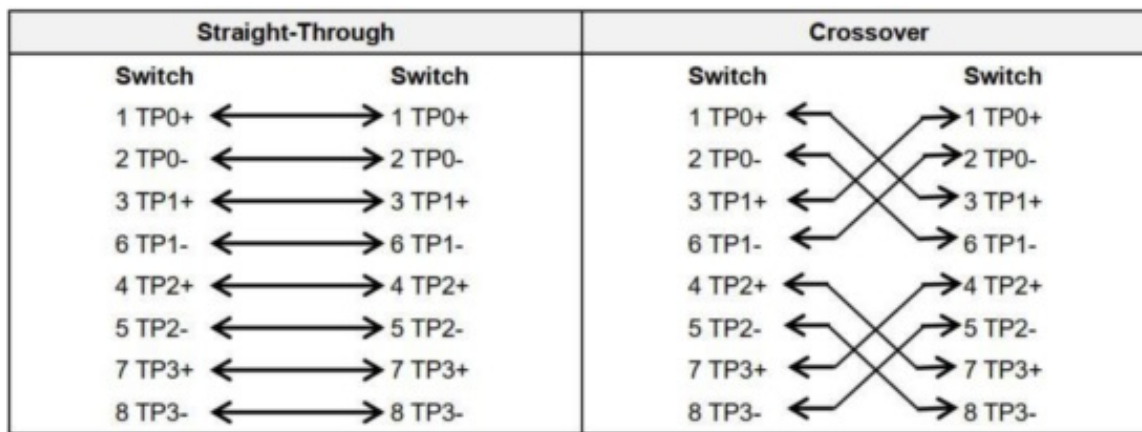 Straight-Through Crossover
Switch Switch Switch Switch
1 TP0+ 1 TP0+ 1 TP0+ 1 TP0+
2 TP0- 2 TP0- 2 TP0- 2 TP0-
3 TP1+ 3 TP1+ 3 TP1+ 3 TP1+
6 TP1- 6 TP1- 6 TP1- 6 TP1-
4 TP2+ 4 TP2+ 4 TP2+ 4 TP2+
5 TP2- 5 TP2- 5 TP2- 5 TP2-
7 TP3+ 7 TP3+ 7 TP3+ 7 TP3+
8 TP3- 8 TP3- 8 TP3- 8 TP3-